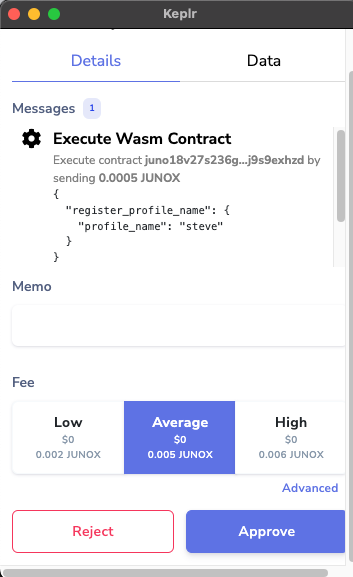 Keplr
Details
Data
Messages 1
Execute Wasm Contract
Execute contract juno18v27s236g...j9s9exhzd by
sending 0.0005 JUNOX
{
"register_profile_name": {
"profile_name": "steve"
}
}
Memo
Fee
Low
$0
0.002 JUNOX
Average
$0
0.005 JUNOX
High
$0
0.006 JUNOX
Advanced
Reject
Approve